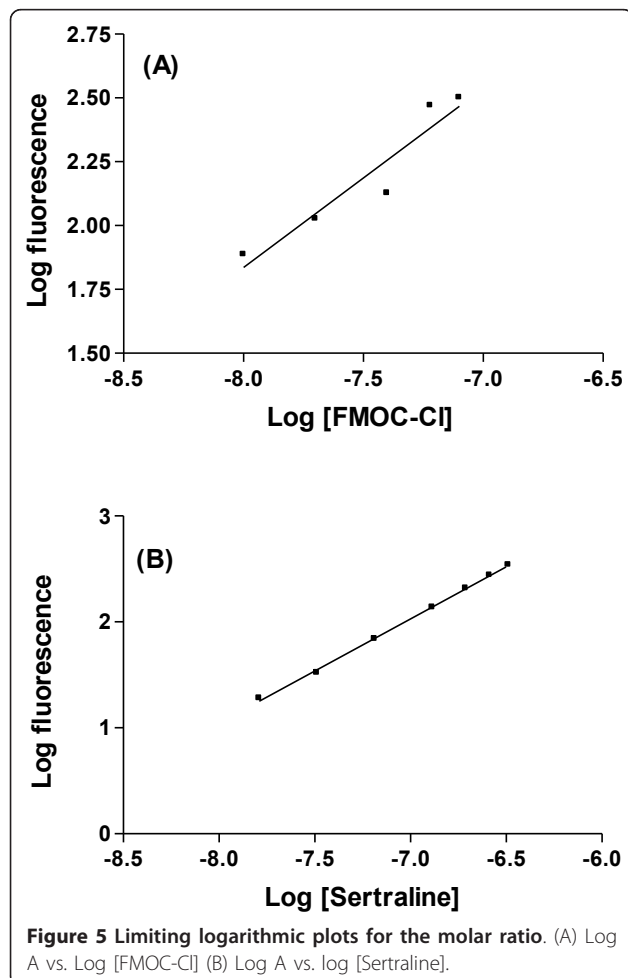 (A)
Log fluorescence
2.75
2.50
2.25
2.00
1.75
1.50
-8.5 -8.0 -7.5 -7.0 -6.5
Log [FMOC-Cl]
(B)
Log fluorescence
3
2
1
0
-8.5 -8.0 -7.5 -7.0 -6.5 -6.0
Log [Sertraline]
Figure 5 Limiting logarithmic plots for the molar ratio. (A) Log
A vs. Log [FMOC-Cl] (B) Log A vs. log [Sertraline].